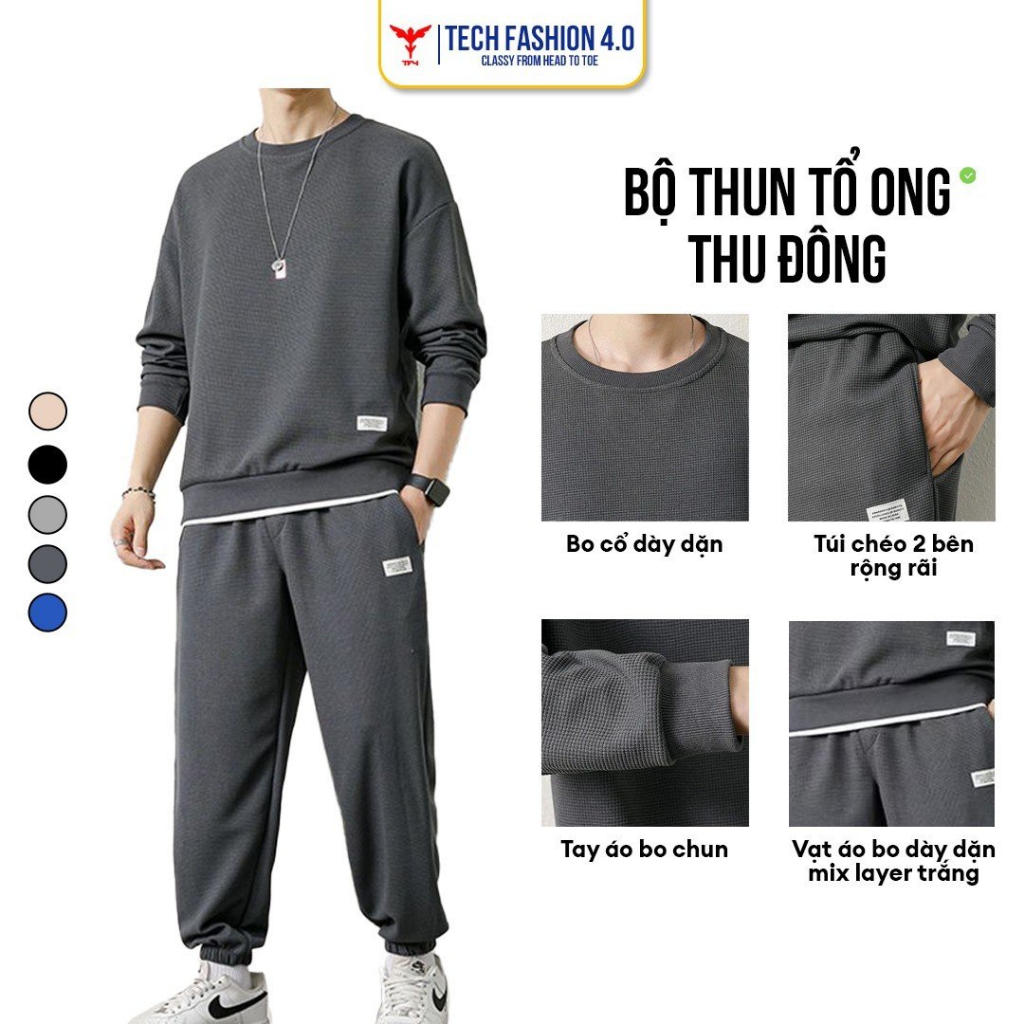 TF4
TECH FASHION 4.0
CLASSY FROM HEAD TO TOE
BỘ THUN TỔ ONG
THU ĐÔNG
Bo cổ dày dặn
Túi chéo 2 bên
rộng rãi
Tay áo bo chun
Vạt áo bo dày dặn
mix layer trắng